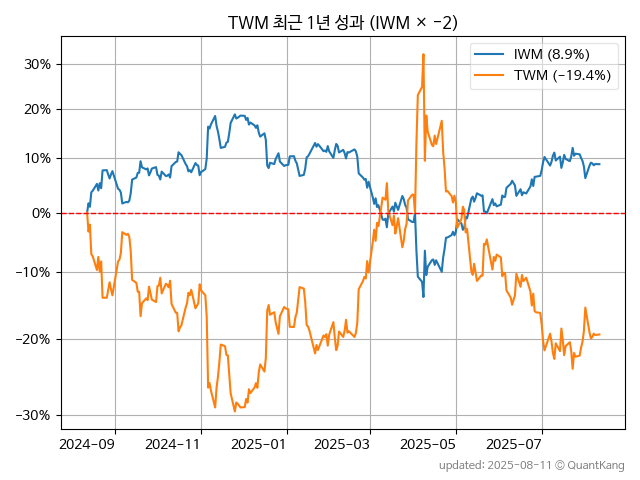 TWM 최근 1년 성과 (IWM × −2)
IWM (8.9%)
TWM (−19.4%)
30%
20%
10%
0%
−10%
−20%
−30%
2024−09 2024−11 2025−01 2025−03 2025−05 2025−07
updated: 2025-08-11 © QuantKang